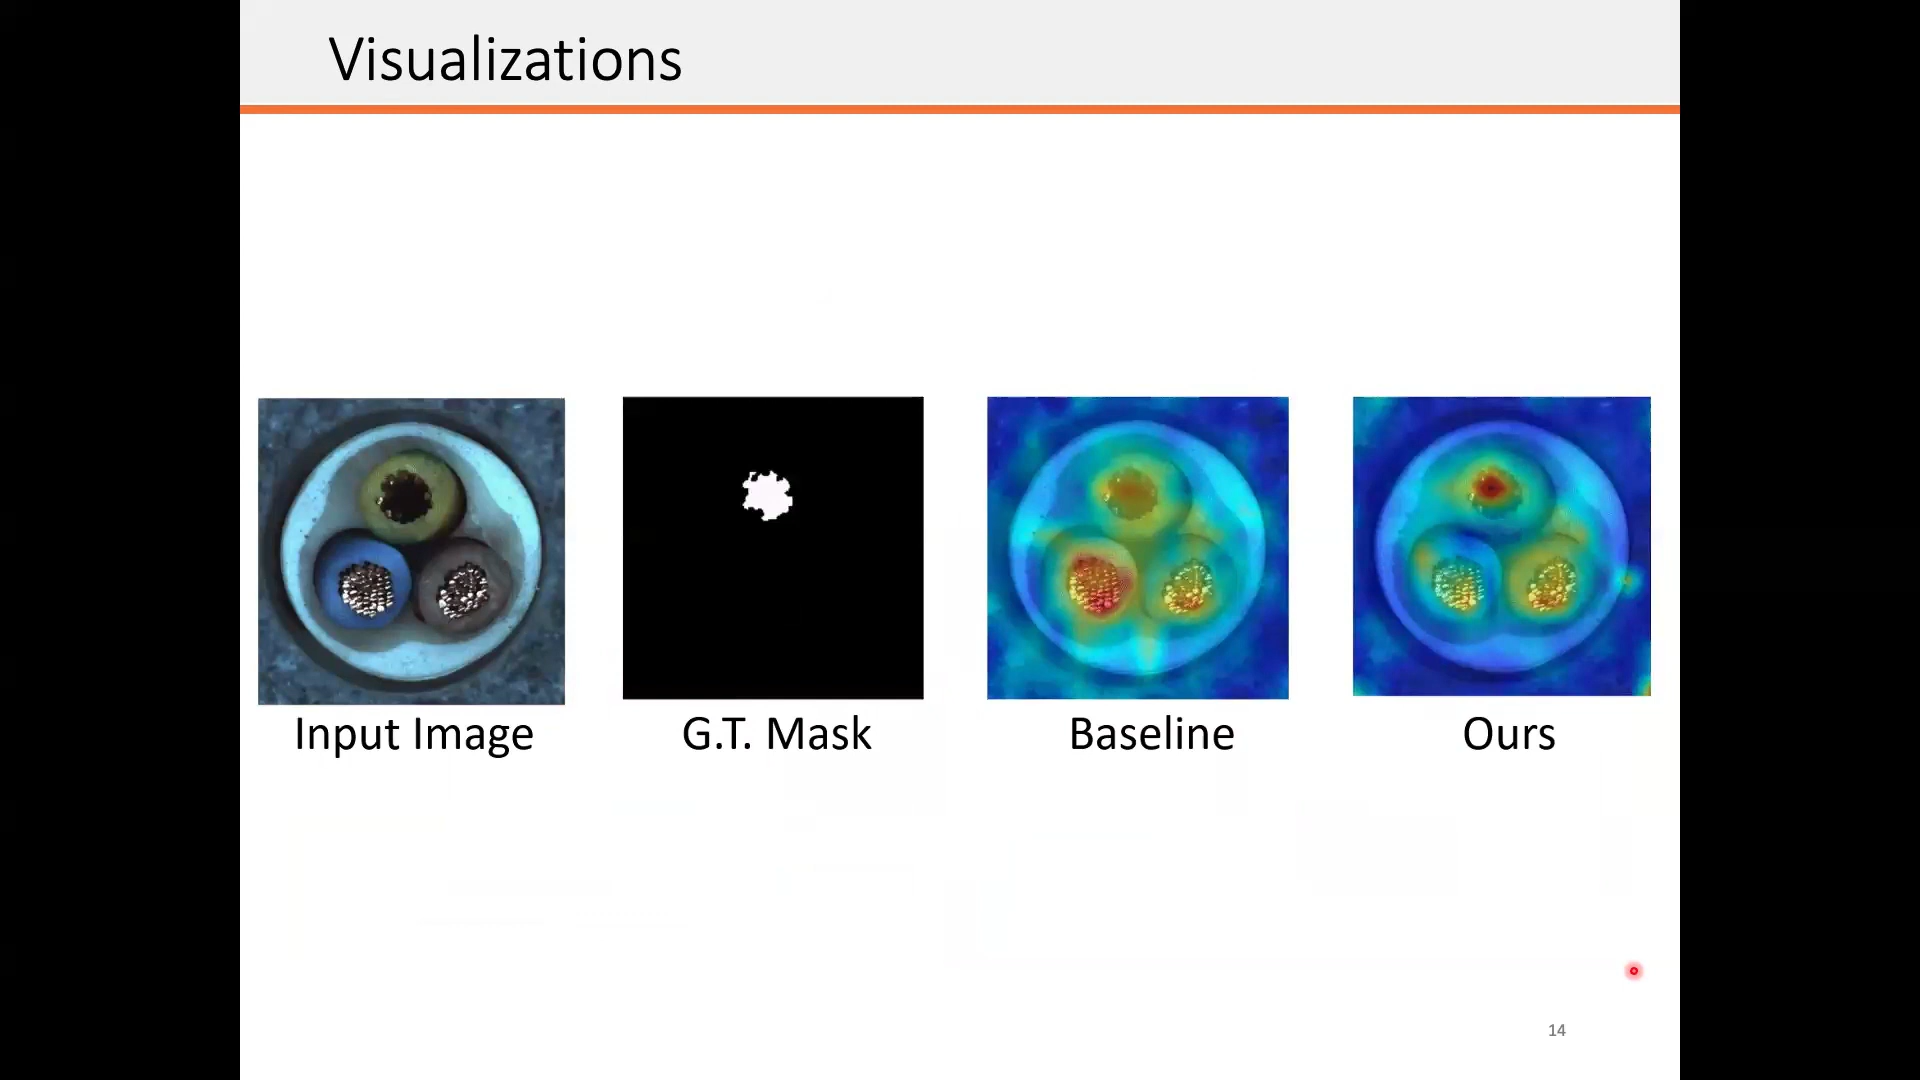 Visualizations
Input Image
G.T. Mask
Baseline
Ours
14